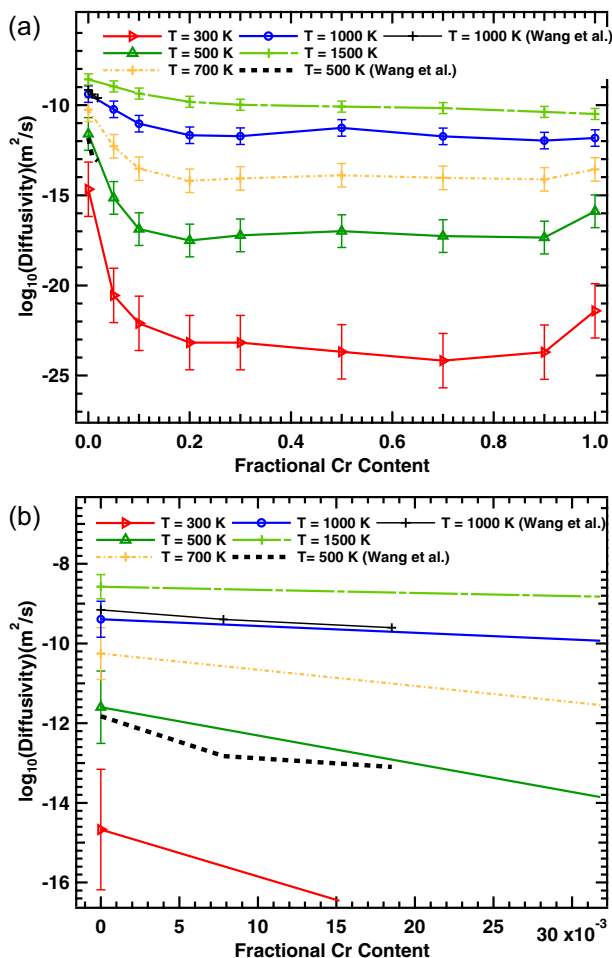 (a)
T = 300 K
T = 1000 K
T = 1000 K (Wang et al.)
T = 500 K
T = 1500 K
T = 700 K
T= 500 K (Wang et al.)
log₁₀(Diffusivity)(m²/s)
-10
-15
-20
-25
0.0
0.2
0.4
0.6
0.8
1.0
Fractional Cr Content
(b)
T = 300 K
T = 1000 K
T = 1000 K (Wang et al.)
T = 500 K
T = 1500 K
T = 700 K
T= 500 K (Wang et al.)
log₁₀(Diffusivity)(m²/s)
-8
-10
-12
-14
-16
0
5
10
15
20
25
30 x10⁻³
Fractional Cr Content